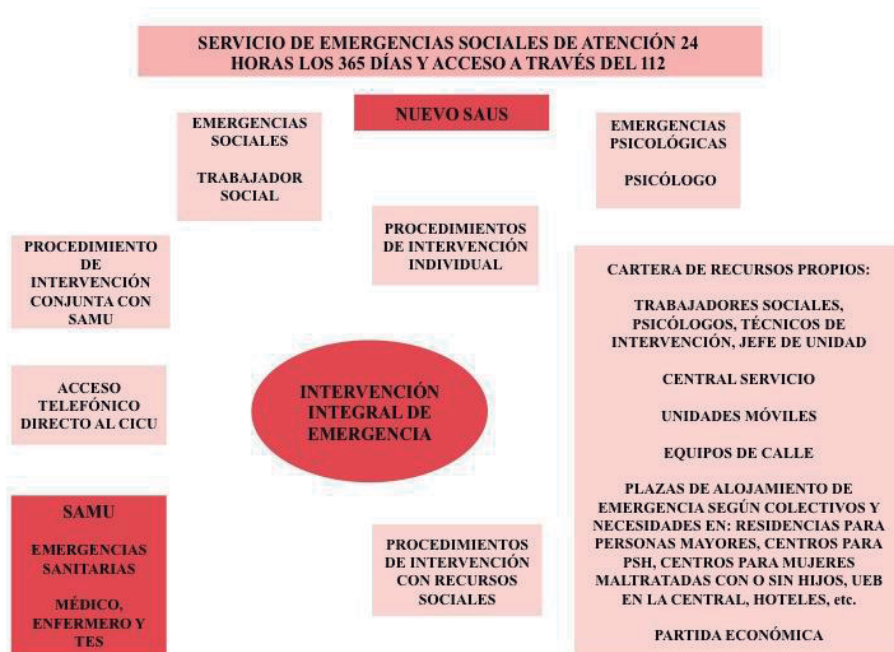 SERVICIO DE EMERGENCIAS SOCIALES DE ATENCIÓN 24
HORAS LOS 365 DÍAS Y ACCESO A TRAVÉS DEL 112
NUEVO SAUS
EMERGENCIAS
SOCIALES
TRABAJADOR
SOCIAL
EMERGENCIAS
PSICOLÓGICAS
PSICÓLOGO
PROCEDIMIENTOS
DE INTERVENCIÓN
INDIVIDUAL
PROCEDIMIENTO
DE
INTERVENCIÓN
CONJUNTA CON
SAMU
CARTERA DE RECURSOS PROPIOS:
TRABAJADORES SOCIALES,
PSICÓLOGOS, TÉCNICOS DE
INTERVENCIÓN, JEFE DE UNIDAD
CENTRAL SERVICIO
UNIDADES MÓVILES
EQUIPOS DE CALLE
PLAZAS DE ALOJAMIENTO DE
EMERGENCIA SEGÚN COLECTIVOS Y
NECESIDADES EN: RESIDENCIAS PARA
PERSONAS MAYORES, CENTROS PARA
PSH, CENTROS PARA MUJERES
MALTRATADAS CON O SIN HIJOS, UEB
EN LA CENTRAL, HOTELES, etc.
PARTIDA ECONÓMICA
ACCESO
TELEFÓNICO
DIRECTO AL CICU
INTERVENCIÓN
INTEGRAL DE
EMERGENCIA
SAMU
EMERGENCIAS
SANITARIAS
MÉDICO,
ENFERMERO Y
TES
PROCEDIMIENTOS
DE INTERVENCIÓN
CON RECURSOS
SOCIALES